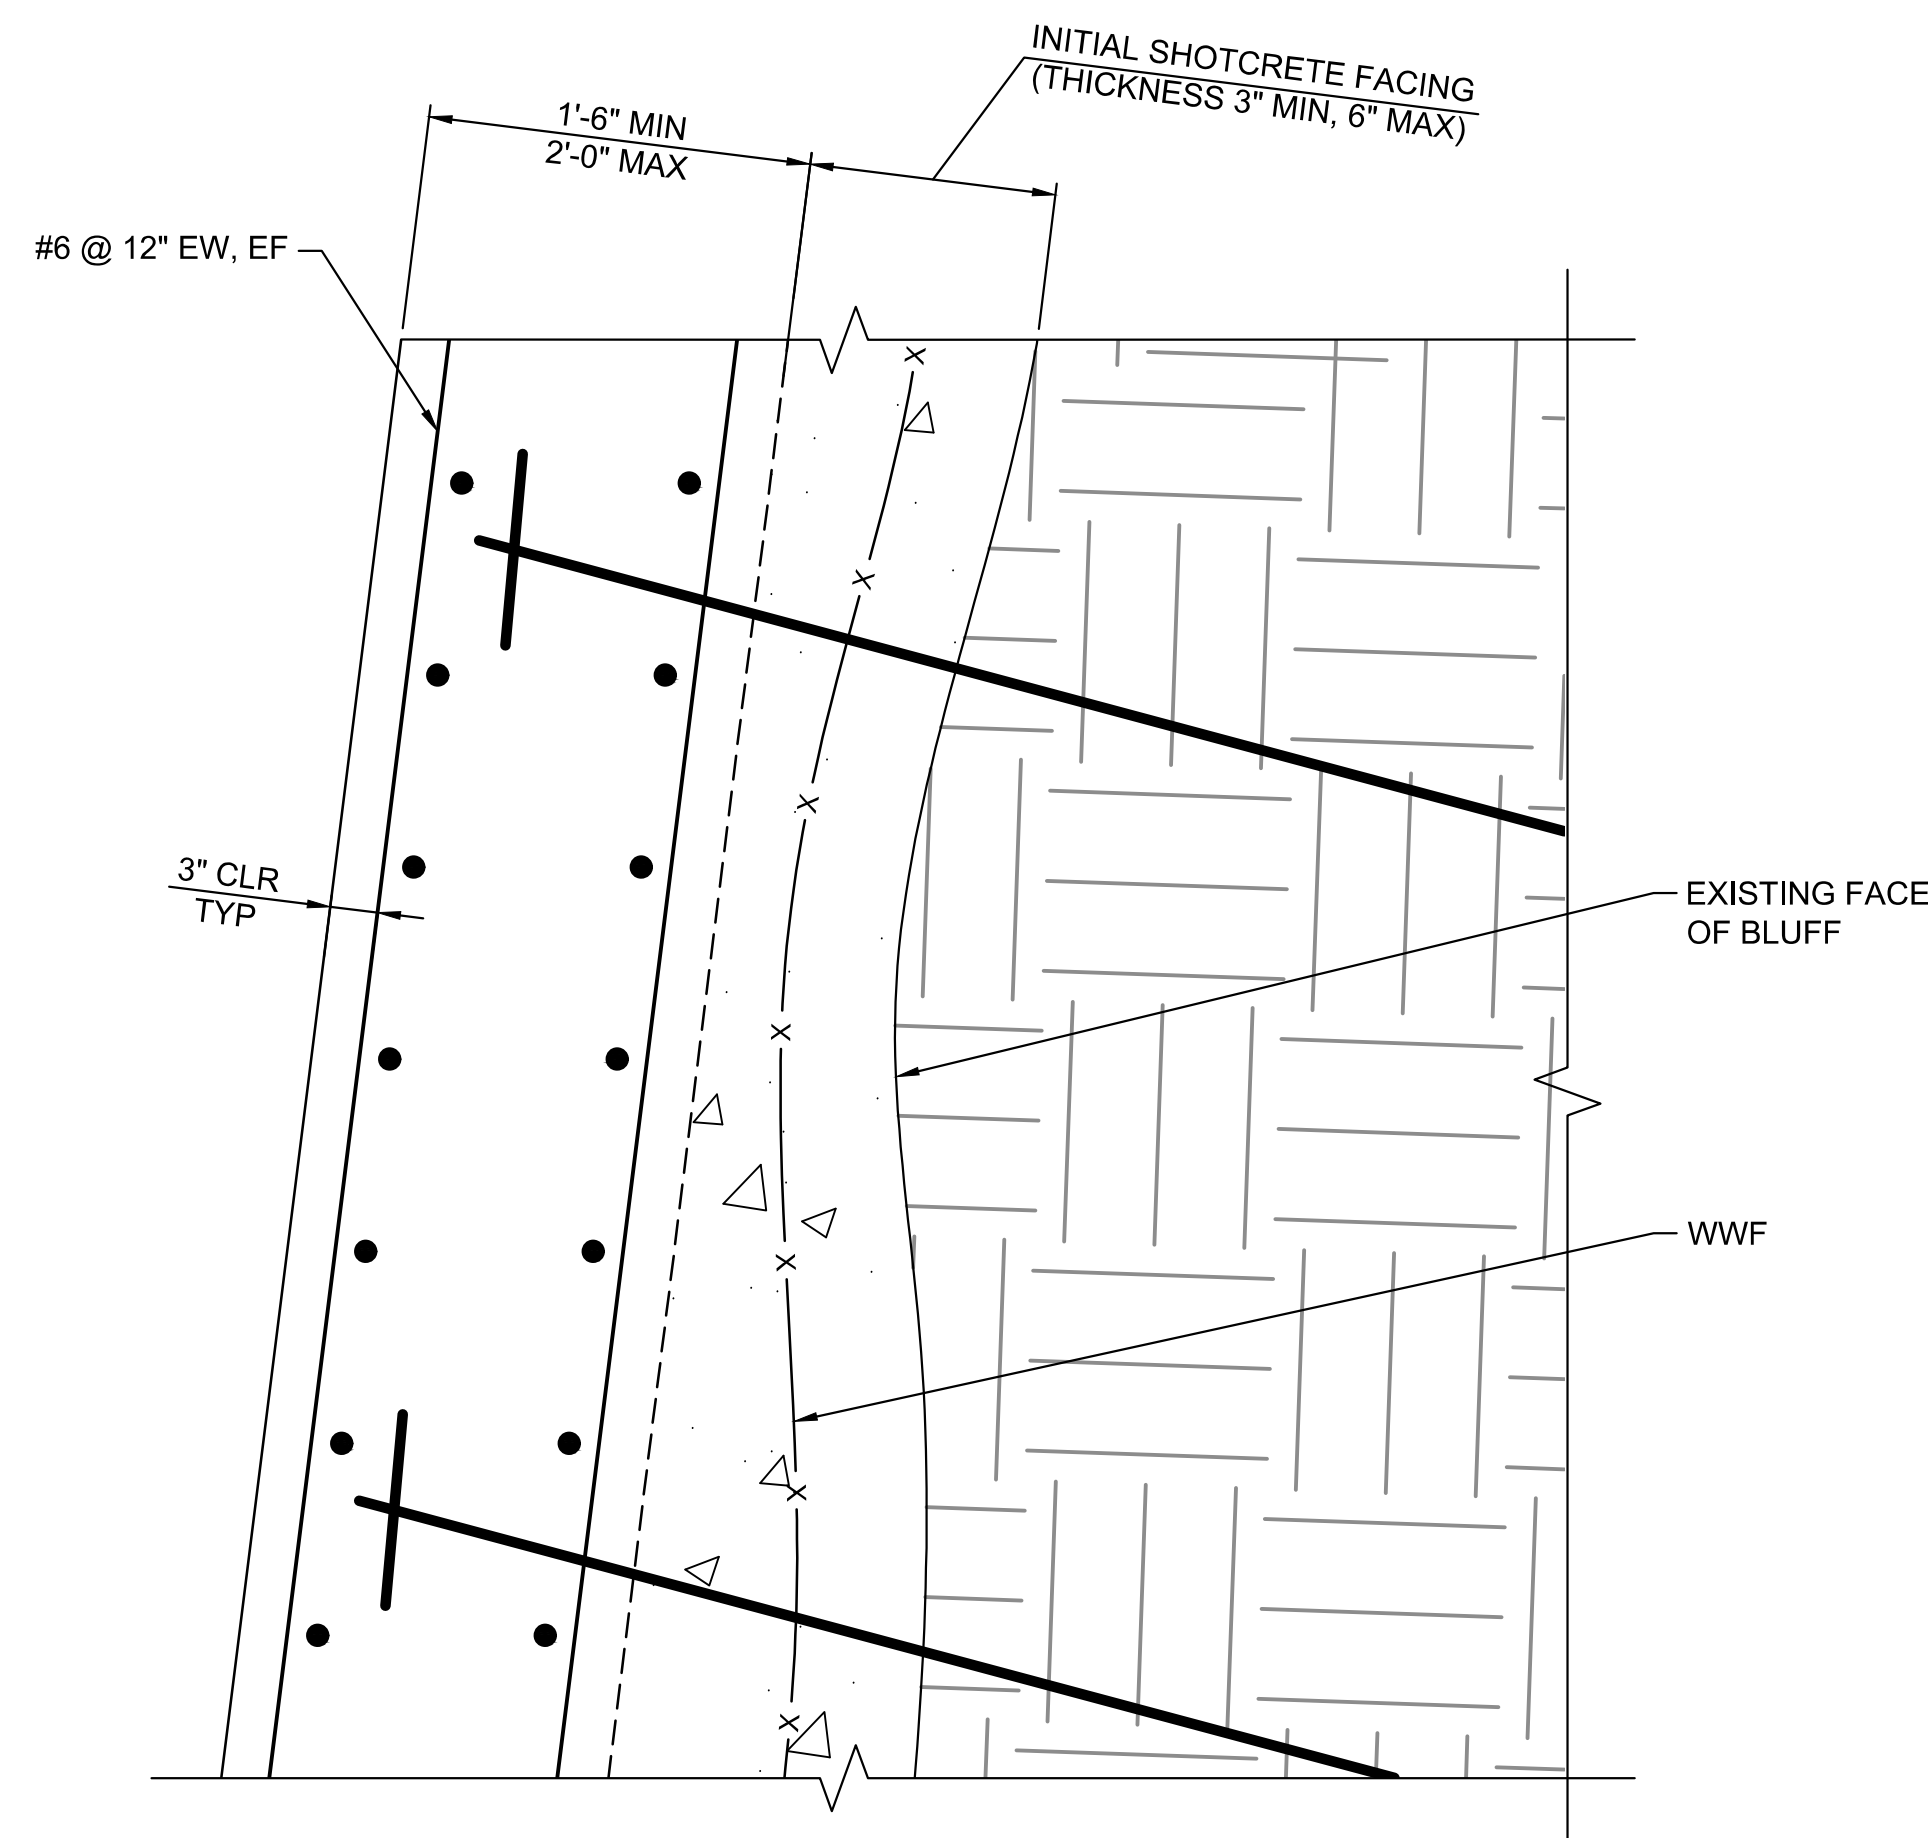 INITIAL SHOTCRETE FACING
(THICKNESS 3" MIN, 6" MAX)
1'-6" MIN
2'-0" MAX
#6 @ 12" EW, EF
X
X
X
3" CLR
TYP
EXISTING FACE
OF BLUFF
X
WWF
X
X
X